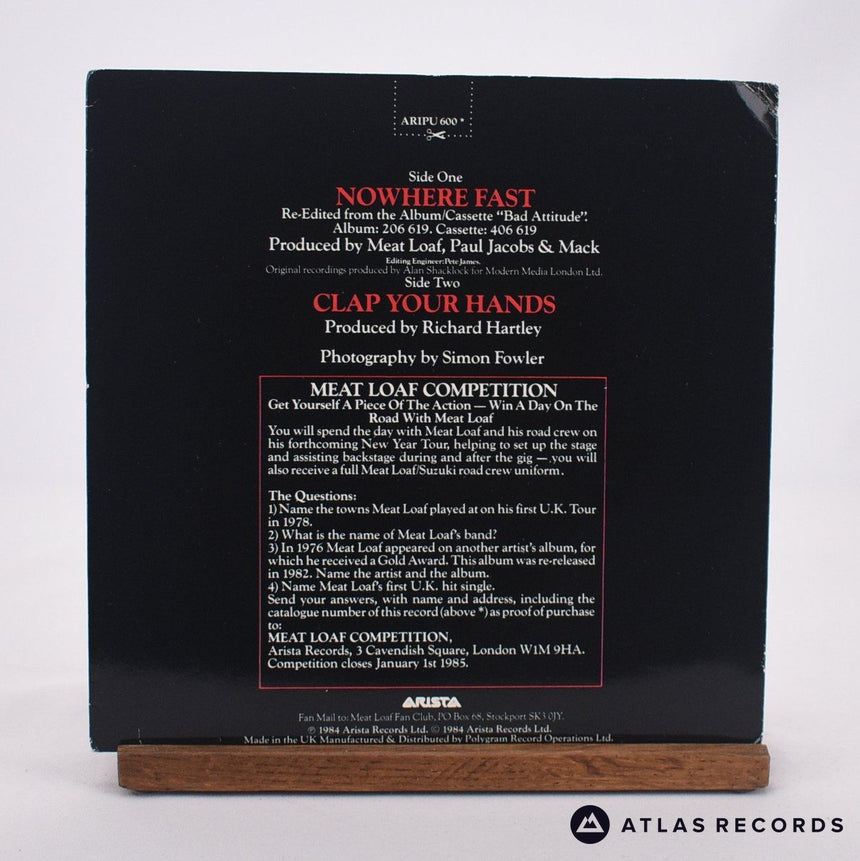 ARIPU 600 *
Side One
NOWHERE FAST
Re-Edited from the Album/Cassette “Bad Attitude”.
Album: 206 619. Cassette: 406 619
Produced by Meat Loaf, Paul Jacobs & Mack
Editing Engineer: Pete James.
Original recordings produced by Alan Shacklock for Modern Media London Ltd.
Side Two
CLAP YOUR HANDS
Produced by Richard Hartley
Photography by Simon Fowler
MEAT LOAF COMPETITION
Get Yourself A Piece Of The Action — Win A Day On The
Road With Meat Loaf
You will spend the day with Meat Loaf and his road crew on
his forthcoming New Year Tour, helping to set up the stage
and assisting backstage during and after the gig — you will
also receive a full Meat Loaf/Suzuki road crew uniform.
The Questions:
1) Name the towns Meat Loaf played at on his first U.K. Tour
in 1978.
2) What is the name of Meat Loaf's band?
3) In 1976 Meat Loaf appeared on another artist's album, for
which he received a Gold Award. This album was re-released
in 1982. Name the artist and the album.
4) Name Meat Loaf's first U.K. hit single.
Send your answers, with name and address, including the
catalogue number of this record (above *) as proof of purchase
to:
MEAT LOAF COMPETITION,
Arista Records, 3 Cavendish Square, London W1M 9HA.
Competition closes January 1st 1985.
ARISTA
Fan Mail to: Meat Loaf Fan Club, PO Box 68, Stockport SK3 0JY.
℗ 1984 Arista Records Ltd. © 1984 Arista Records Ltd.
Made in the UK Manufactured & Distributed by Polygram Record Operations Ltd.
ATLAS RECORDS